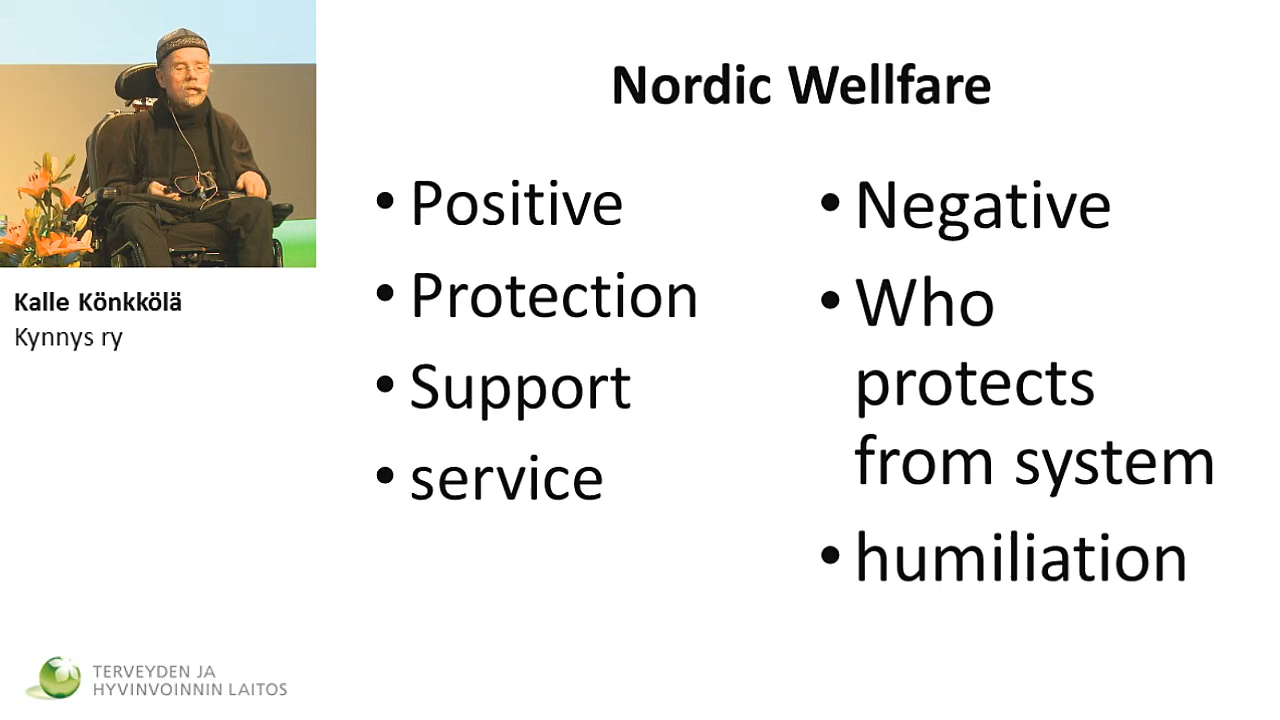 Nordic Wellfare
• Positive
• Protection
• Support
• service
• Negative
• Who
protects
from system
• humiliation
Kalle Könkkölä
Kynnys ry
TERVEYDEN JA
HYVINVOINNIN LAITOS